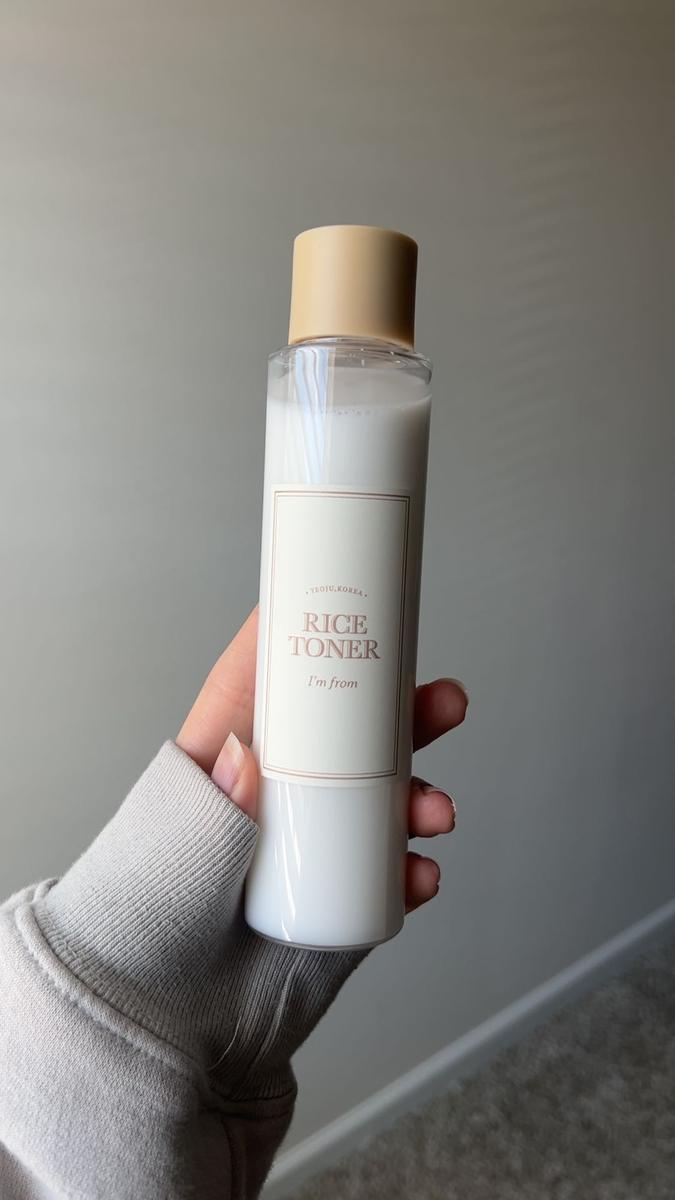 • YEOJU, KOREA •
RICE
TONER
I'm from